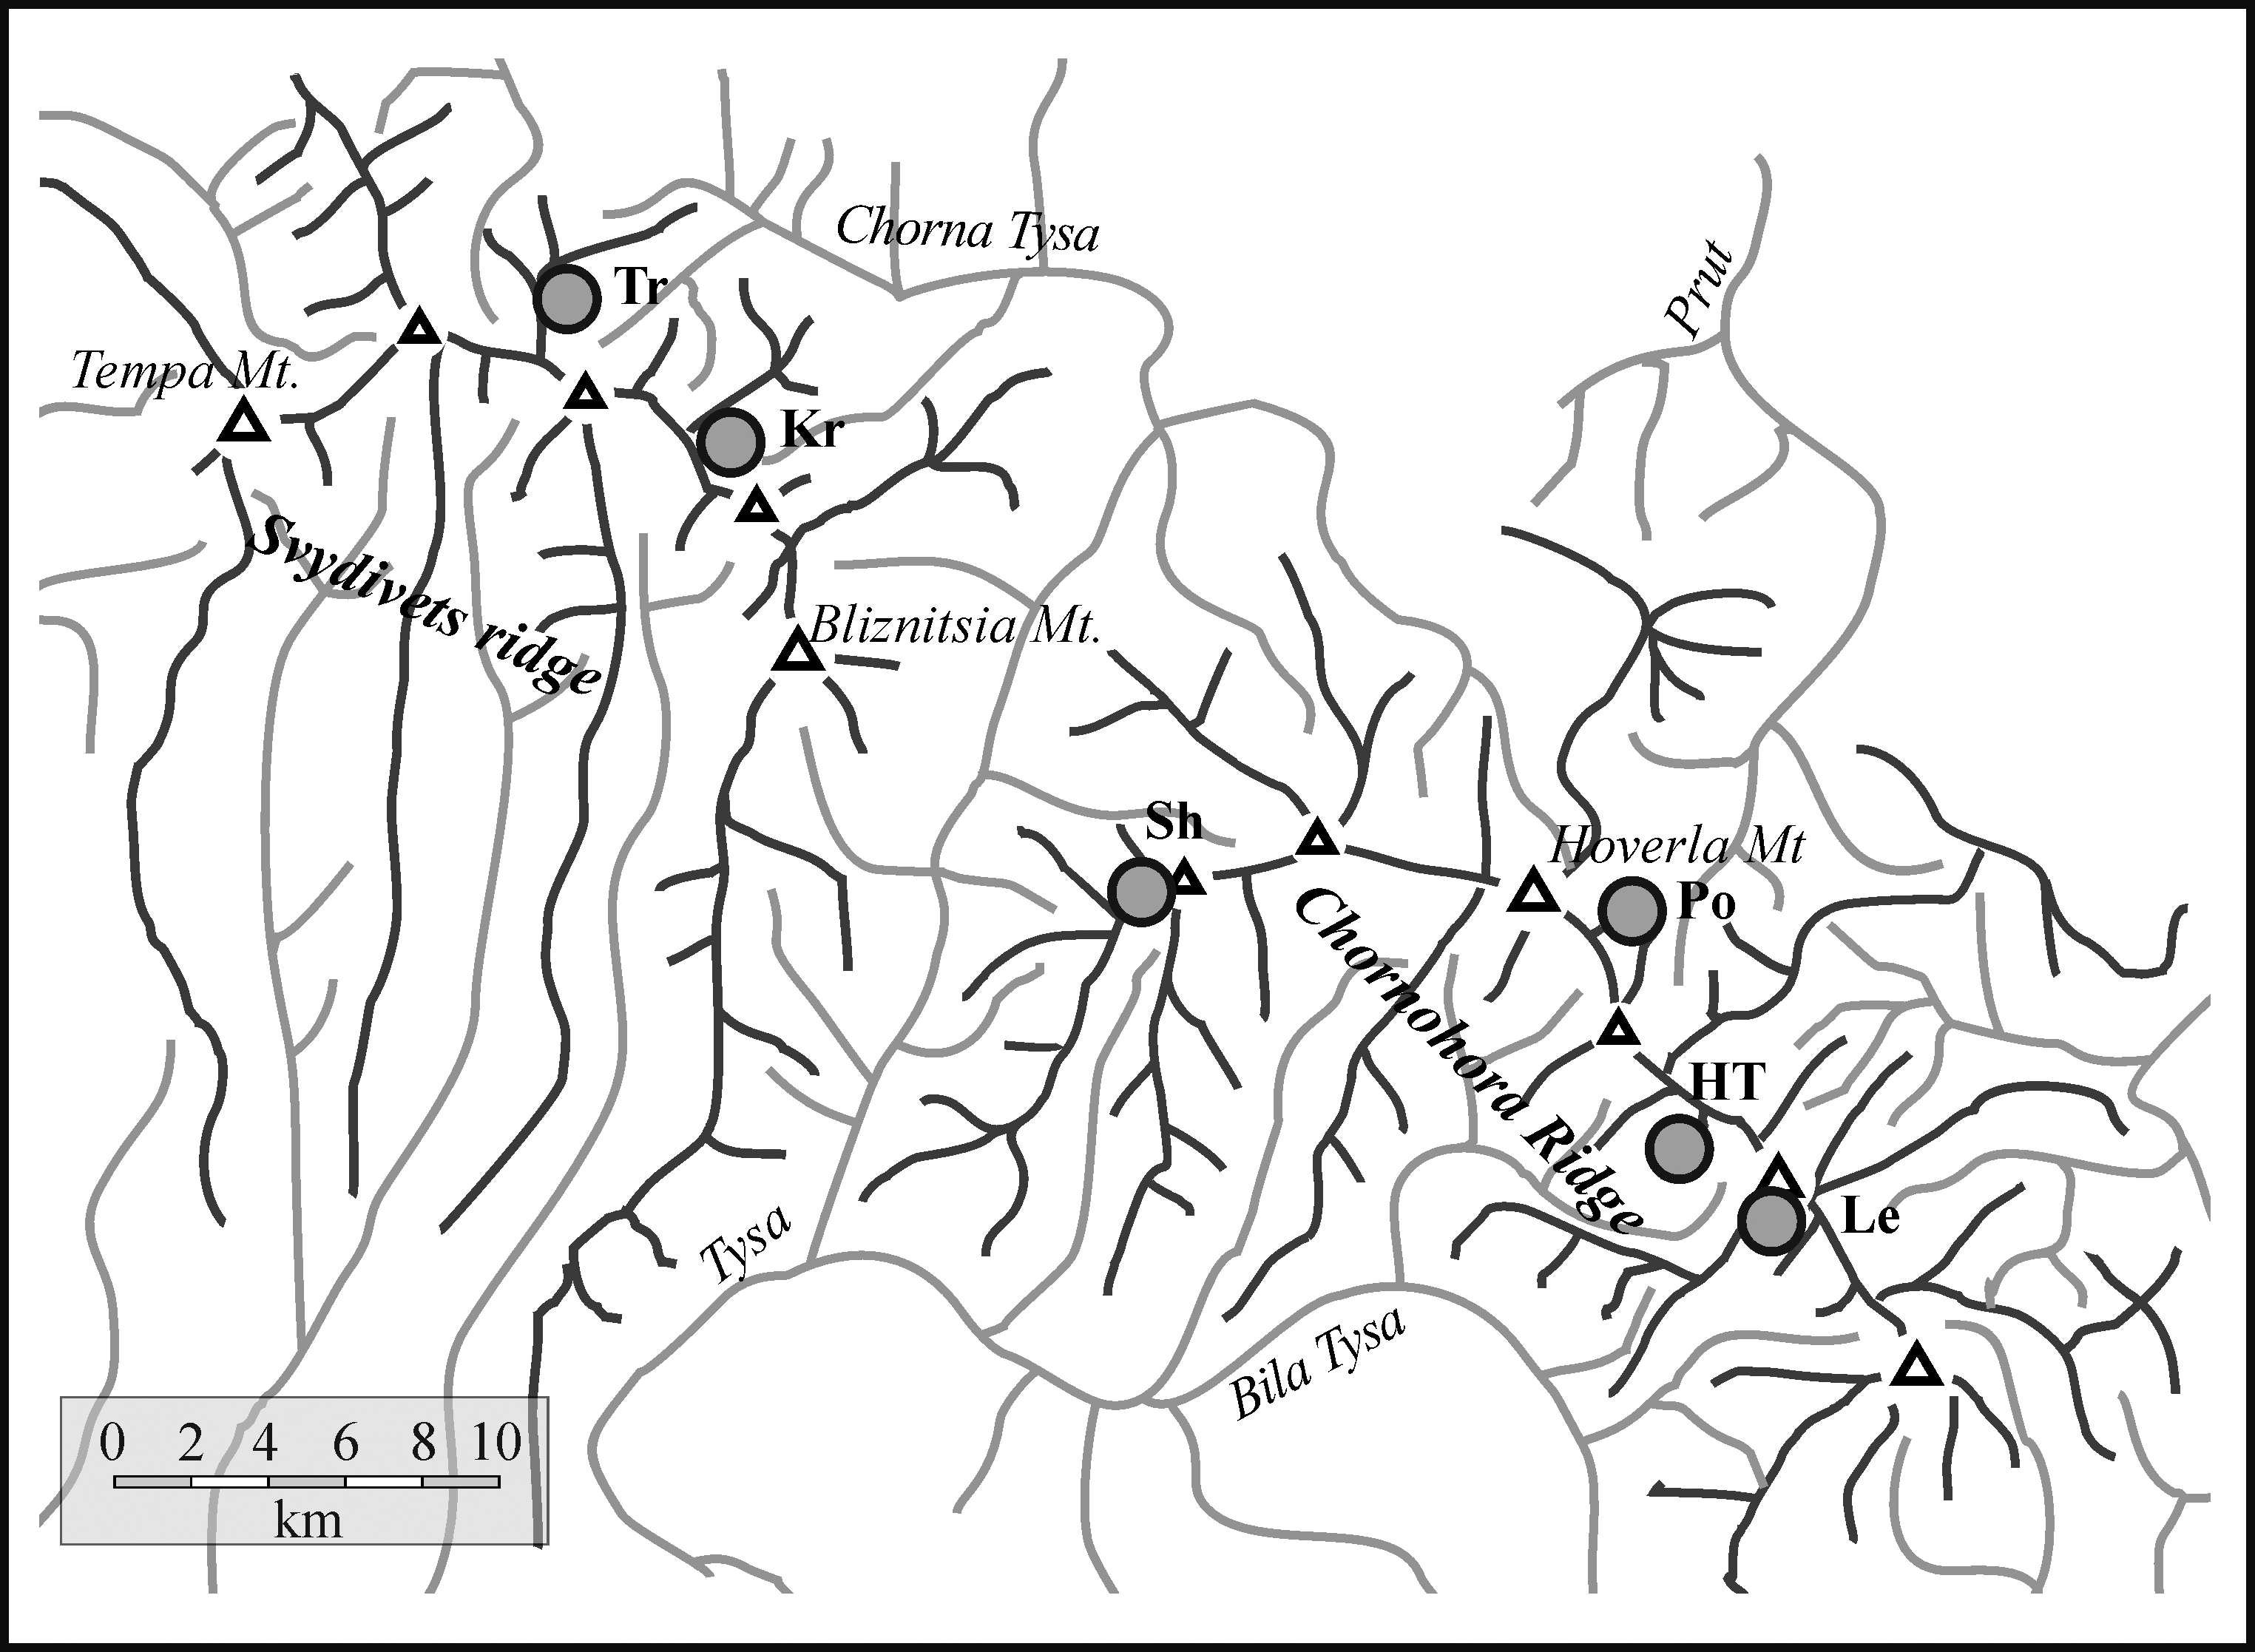 Chorna Tysa
Prut
Tr
Tempa Mt.
Kr
Svydivets ridge
Bliznitsia Mt.
Sh
Hoverla Mt
Po
Chornohora Ridge
HT
Le
Tysa
Bila Tysa
0 2 4 6 8 10
km